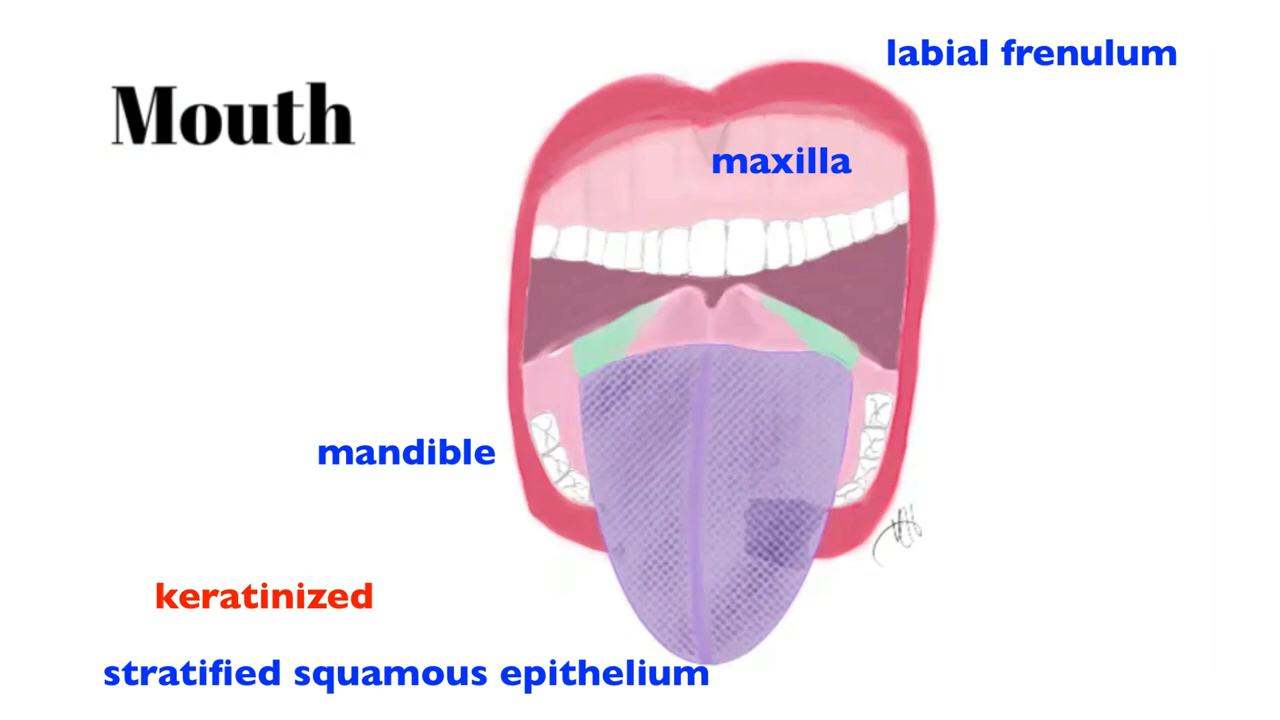 labial frenulum
Mouth
maxilla
mandible
keratinized
stratified squamous epithelium